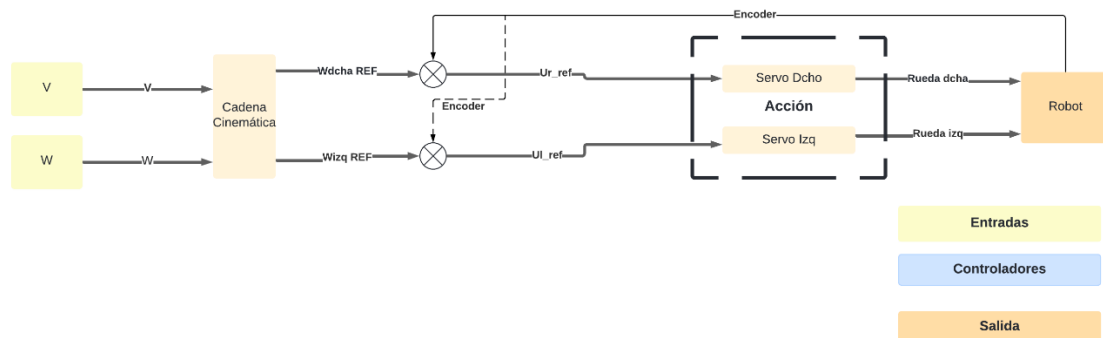 Encoder
V
V
Cadena
Cinemática
Wdcha REF
Ur_ref
Servo Dcho
Rueda dcha
Robot
Encoder
Acción
W
W
Wizq REF
Ul_ref
Servo Izq
Rueda izq
Entradas
Controladores
Salida